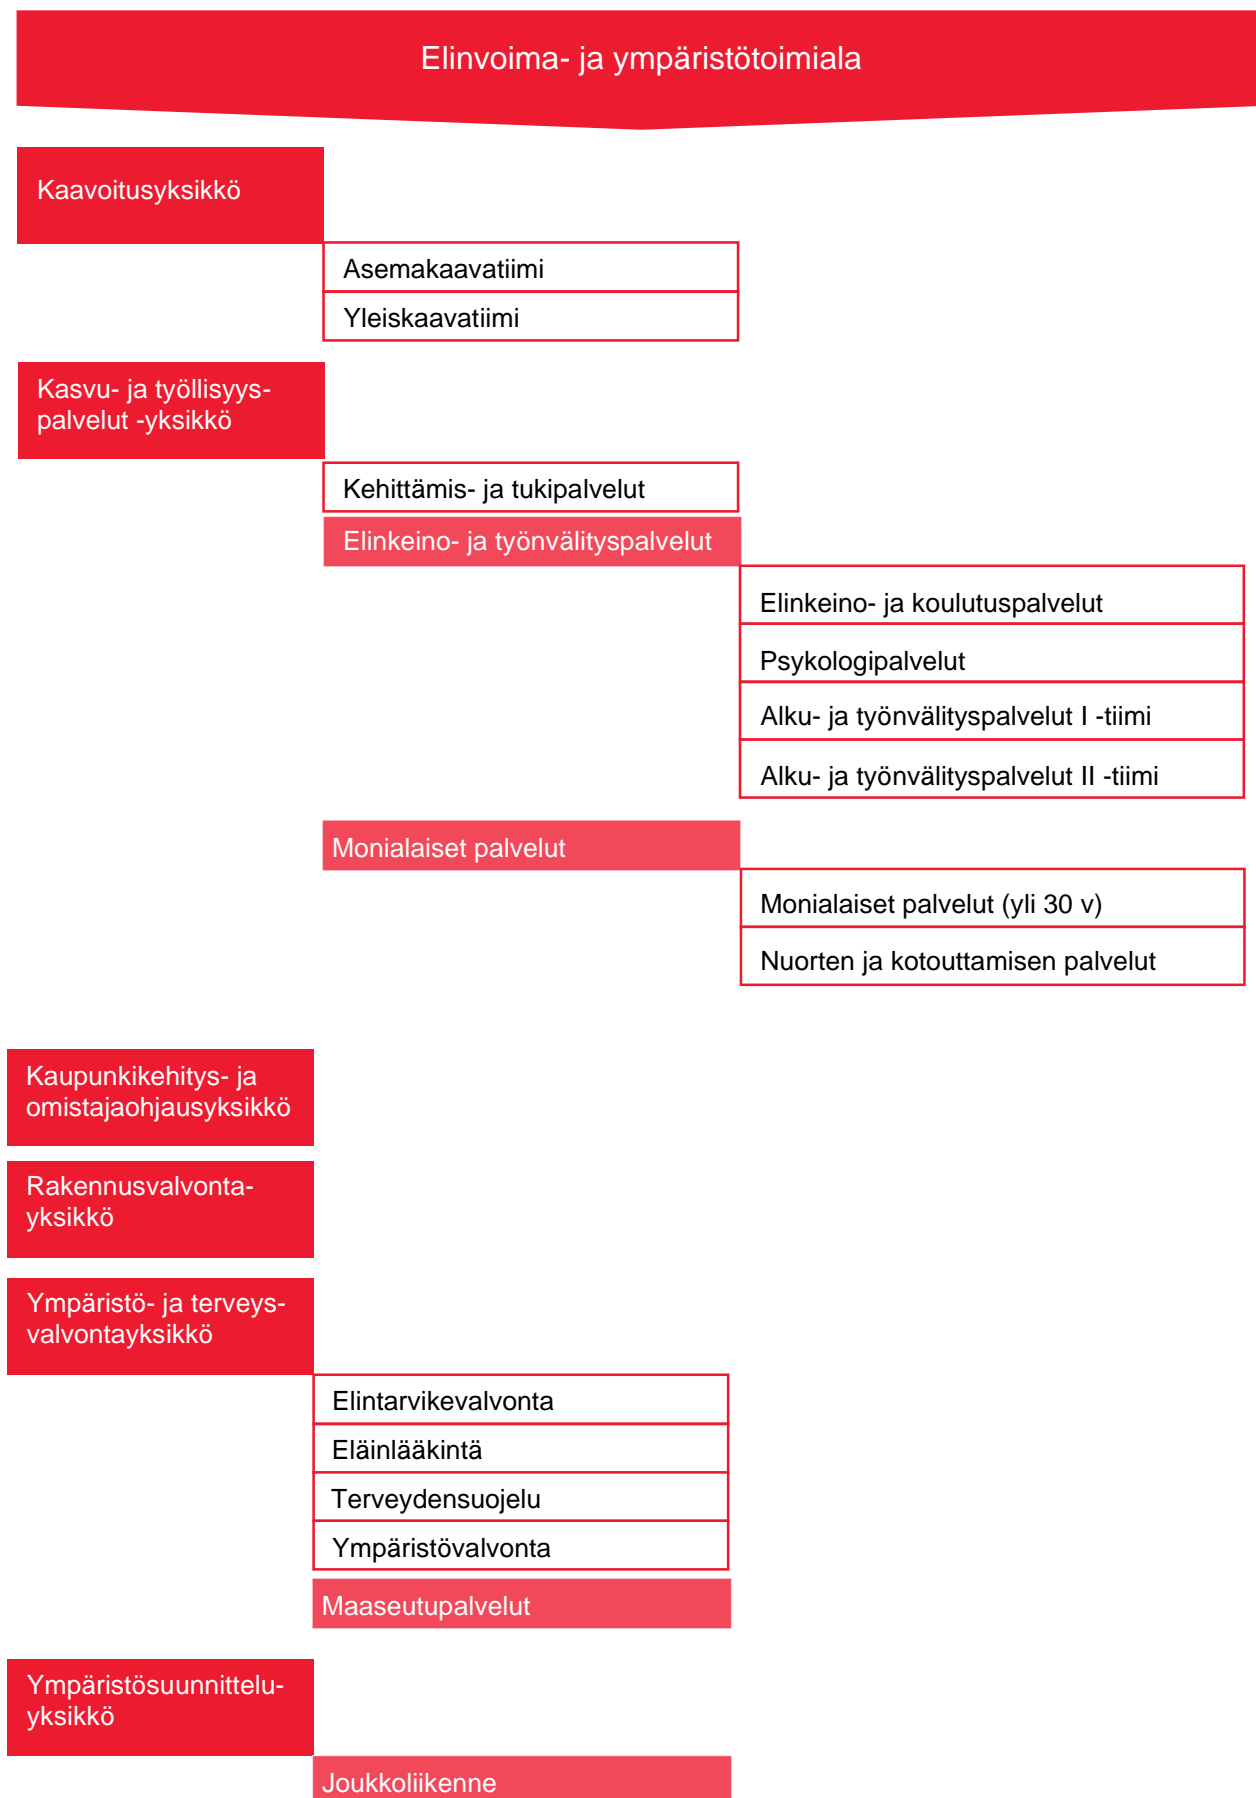 Elinvoima- ja ympäristötoimiala
Kaavoitusyksikkö
Asemakaavatiimi
Yleiskaavatiimi
Kasvu- ja työllisyys-
palvelut -yksikkö
Kehittämis- ja tukipalvelut
Elinkeino- ja työnvälityspalvelut
Elinkeino- ja koulutuspalvelut
Psykologipalvelut
Alku- ja työnvälityspalvelut I -tiimi
Alku- ja työnvälityspalvelut II -tiimi
Monialaiset palvelut
Monialaiset palvelut (yli 30 v)
Nuorten ja kotouttamisen palvelut
Kaupunkikehitys- ja
omistajaohjausyksikkö
Rakennusvalvonta-
yksikkö
Ympäristö- ja terveys-
valvontayksikkö
Elintarvikevalvonta
Eläinlääkintä
Terveydensuojelu
Ympäristövalvonta
Maaseutupalvelut
Ympäristösuunnittelu-
yksikkö
Joukkoliikenne